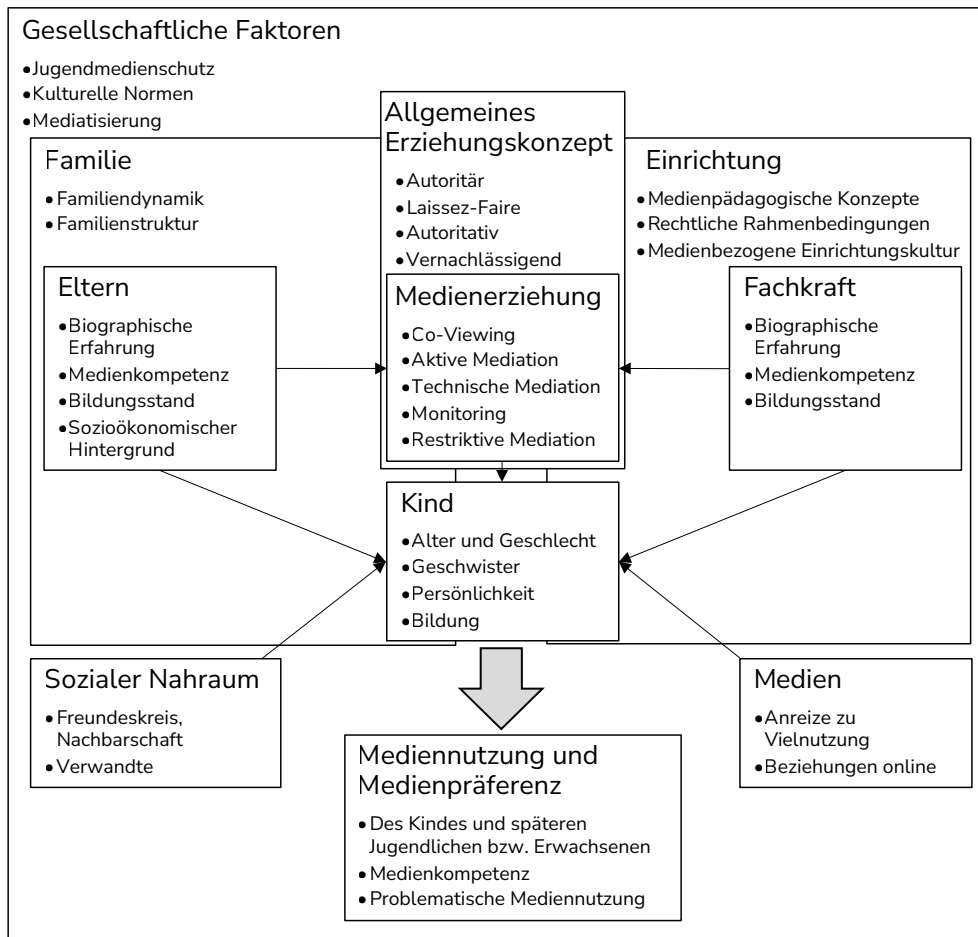 Gesellschaftliche Faktoren
•Jugendmedienschutz
•Kulturelle Normen
•Mediatisierung
Allgemeines
Erziehungskonzept
•Autoritär
•Laissez-Faire
•Autoritativ
•Vernachlässigend
Familie
•Familiendynamik
•Familienstruktur
Einrichtung
•Medienpädagogische Konzepte
•Rechtliche Rahmenbedingungen
•Medienbezogene Einrichtungskultur
Eltern
•Biographische
Erfahrung
•Medienkompetenz
•Bildungsstand
•Sozioökonomischer
Hintergrund
Medienerziehung
•Co-Viewing
•Aktive Mediation
•Technische Mediation
•Monitoring
•Restriktive Mediation
Fachkraft
•Biographische
Erfahrung
•Medienkompetenz
•Bildungsstand
Kind
•Alter und Geschlecht
•Geschwister
•Persönlichkeit
•Bildung
Sozialer Nahraum
•Freundeskreis,
Nachbarschaft
•Verwandte
Medien
•Anreize zu
Vielnutzung
•Beziehungen online
Mediennutzung und
Medienpräferenz
•Des Kindes und späteren
Jugendlichen bzw. Erwachsenen
•Medienkompetenz
•Problematische Mediennutzung